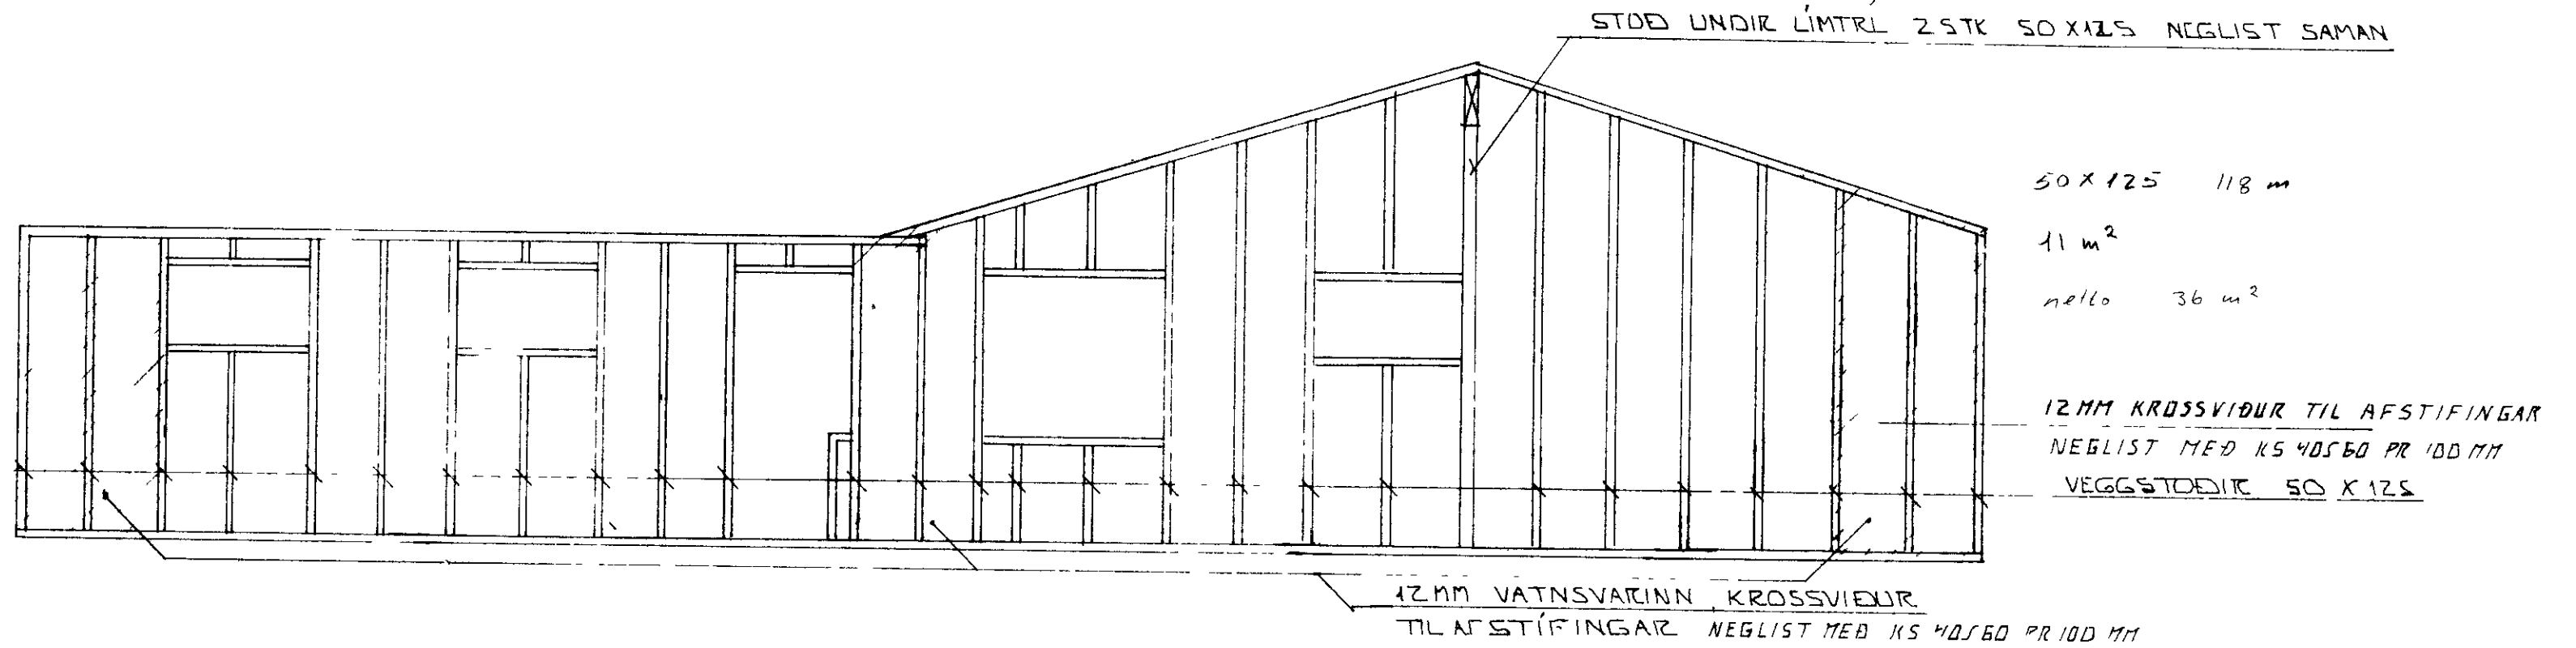 STOÐ UNDIR LÍMTRÉ 2 STK 50 X 125 NEGLIST SAMAN
50 X 125 118 m
11 m²
netto 36 m²
12 MM KROSSVIÐUR TIL AFSTIFINGAR
NEGLIST MEÐ KS 40/60 PR 100 MM
VEGGSTOÐIR 50 X 125
12 MM VATNSVARINN KROSSVIÐUR
TIL AFSTÍFINGAR NEGLIST MEÐ KS 40/60 PR 100 MM